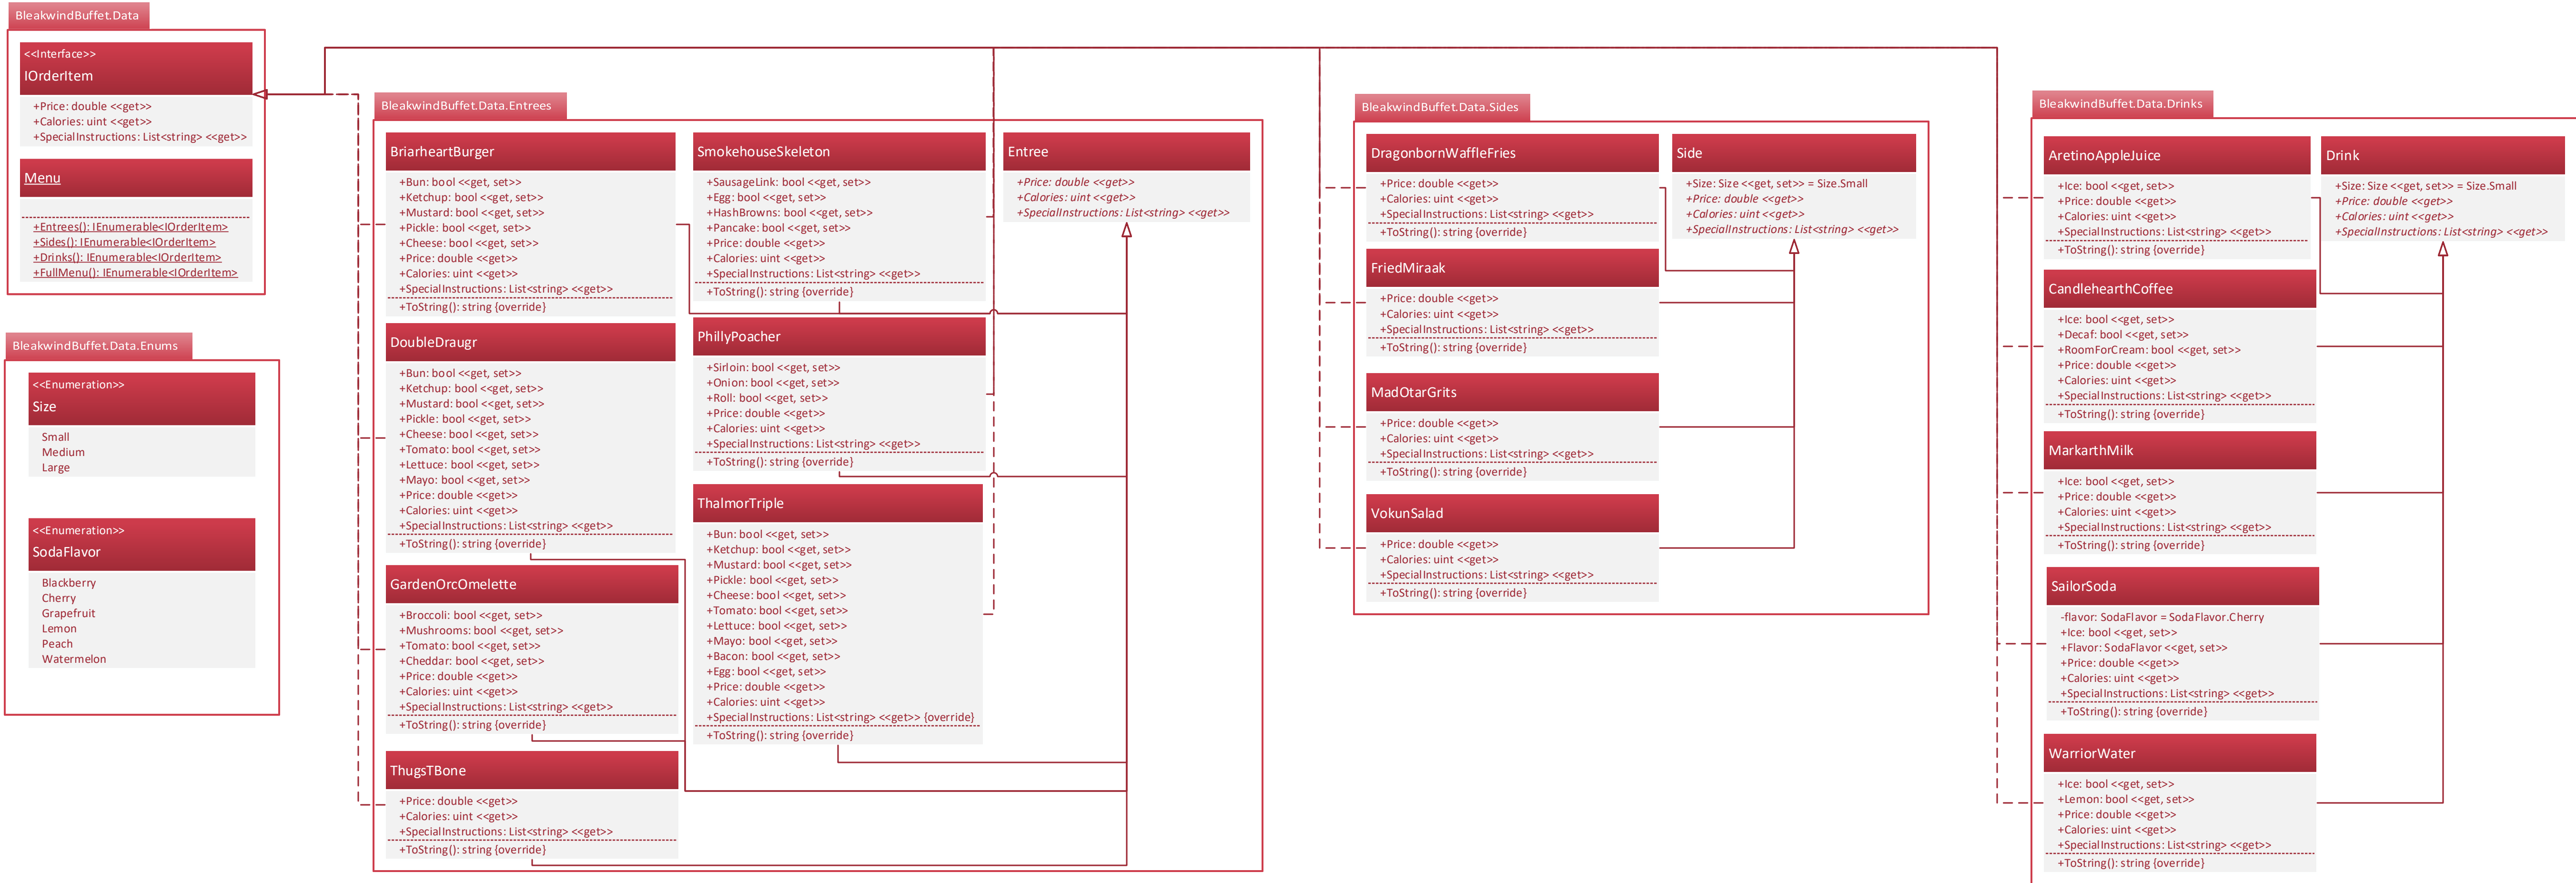 BleakwindBuffet.Data
<<Interface>>
IOrderItem
+Price: double <<get>>
+Calories: uint <<get>>
+SpecialInstructions: List<string> <<get>>
Menu
+Entrees(): IEnumerable<IOrderItem>
+Sides(): IEnumerable<IOrderItem>
+Drinks(): IEnumerable<IOrderItem>
+FullMenu(): IEnumerable<IOrderItem>
BleakwindBuffet.Data.Enums
<<Enumeration>>
Size
Small
Medium
Large
<<Enumeration>>
SodaFlavor
Blackberry
Cherry
Grapefruit
Lemon
Peach
Watermelon
BleakwindBuffet.Data.Entrees
BriarheartBurger
+Bun: bool <<get, set>>
+Ketchup: bool <<get, set>>
+Mustard: bool <<get, set>>
+Pickle: bool <<get, set>>
+Cheese: bool <<get, set>>
+Price: double <<get>>
+Calories: uint <<get>>
+SpecialInstructions: List<string> <<get>>
+ToString(): string {override}
DoubleDraugr
+Bun: bool <<get, set>>
+Ketchup: bool <<get, set>>
+Mustard: bool <<get, set>>
+Pickle: bool <<get, set>>
+Cheese: bool <<get, set>>
+Tomato: bool <<get, set>>
+Lettuce: bool <<get, set>>
+Mayo: bool <<get, set>>
+Price: double <<get>>
+Calories: uint <<get>>
+SpecialInstructions: List<string> <<get>>
+ToString(): string {override}
GardenOrcOmelette
+Broccoli: bool <<get, set>>
+Mushrooms: bool <<get, set>>
+Tomato: bool <<get, set>>
+Cheddar: bool <<get, set>>
+Price: double <<get>>
+Calories: uint <<get>>
+SpecialInstructions: List<string> <<get>>
+ToString(): string {override}
ThugsTBone
+Price: double <<get>>
+Calories: uint <<get>>
+SpecialInstructions: List<string> <<get>>
+ToString(): string {override}
SmokehouseSkeleton
+SausageLink: bool <<get, set>>
+Egg: bool <<get, set>>
+HashBrowns: bool <<get, set>>
+Pancake: bool <<get, set>>
+Price: double <<get>>
+Calories: uint <<get>>
+SpecialInstructions: List<string> <<get>>
+ToString(): string {override}
PhillyPoacher
+Sirloin: bool <<get, set>>
+Onion: bool <<get, set>>
+Roll: bool <<get, set>>
+Price: double <<get>>
+Calories: uint <<get>>
+SpecialInstructions: List<string> <<get>>
+ToString(): string {override}
ThalmorTriple
+Bun: bool <<get, set>>
+Ketchup: bool <<get, set>>
+Mustard: bool <<get, set>>
+Pickle: bool <<get, set>>
+Cheese: bool <<get, set>>
+Tomato: bool <<get, set>>
+Lettuce: bool <<get, set>>
+Mayo: bool <<get, set>>
+Bacon: bool <<get, set>>
+Egg: bool <<get, set>>
+Price: double <<get>>
+Calories: uint <<get>>
+SpecialInstructions: List<string> <<get>> {override}
+ToString(): string {override}
Entree
+Price: double <<get>>
+Calories: uint <<get>>
+SpecialInstructions: List<string> <<get>>
BleakwindBuffet.Data.Sides
DragonbornWaffleFries
+Price: double <<get>>
+Calories: uint <<get>>
+SpecialInstructions: List<string> <<get>>
+ToString(): string {override}
FriedMiraak
+Price: double <<get>>
+Calories: uint <<get>>
+SpecialInstructions: List<string> <<get>>
+ToString(): string {override}
MadOtarGrits
+Price: double <<get>>
+Calories: uint <<get>>
+SpecialInstructions: List<string> <<get>>
+ToString(): string {override}
VokunSalad
+Price: double <<get>>
+Calories: uint <<get>>
+SpecialInstructions: List<string> <<get>>
+ToString(): string {override}
Side
+Size: Size <<get, set>> = Size.Small
+Price: double <<get>>
+Calories: uint <<get>>
+SpecialInstructions: List<string> <<get>>
BleakwindBuffet.Data.Drinks
AretinoAppleJuice
+Ice: bool <<get, set>>
+Price: double <<get>>
+Calories: uint <<get>>
+SpecialInstructions: List<string> <<get>>
+ToString(): string {override}
CandlehearthCoffee
+Ice: bool <<get, set>>
+Decaf: bool <<get, set>>
+RoomForCream: bool <<get, set>>
+Price: double <<get>>
+Calories: uint <<get>>
+SpecialInstructions: List<string> <<get>>
+ToString(): string {override}
MarkarthMilk
+Ice: bool <<get, set>>
+Price: double <<get>>
+Calories: uint <<get>>
+SpecialInstructions: List<string> <<get>>
+ToString(): string {override}
SailorSoda
-flavor: SodaFlavor = SodaFlavor.Cherry
+Ice: bool <<get, set>>
+Flavor: SodaFlavor <<get, set>>
+Price: double <<get>>
+Calories: uint <<get>>
+SpecialInstructions: List<string> <<get>>
+ToString(): string {override}
WarriorWater
+Ice: bool <<get, set>>
+Lemon: bool <<get, set>>
+Price: double <<get>>
+Calories: uint <<get>>
+SpecialInstructions: List<string> <<get>>
+ToString(): string {override}
Drink
+Size: Size <<get, set>> = Size.Small
+Price: double <<get>>
+Calories: uint <<get>>
+SpecialInstructions: List<string> <<get>>